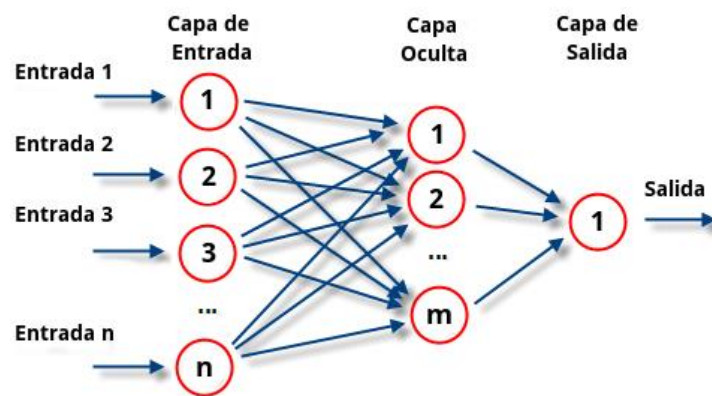 Capa de
Entrada
Capa
Oculta
Capa de
Salida
Entrada 1
1
Entrada 2
2
Entrada 3
3
...
Entrada n
n
1
2
...
m
1
Salida